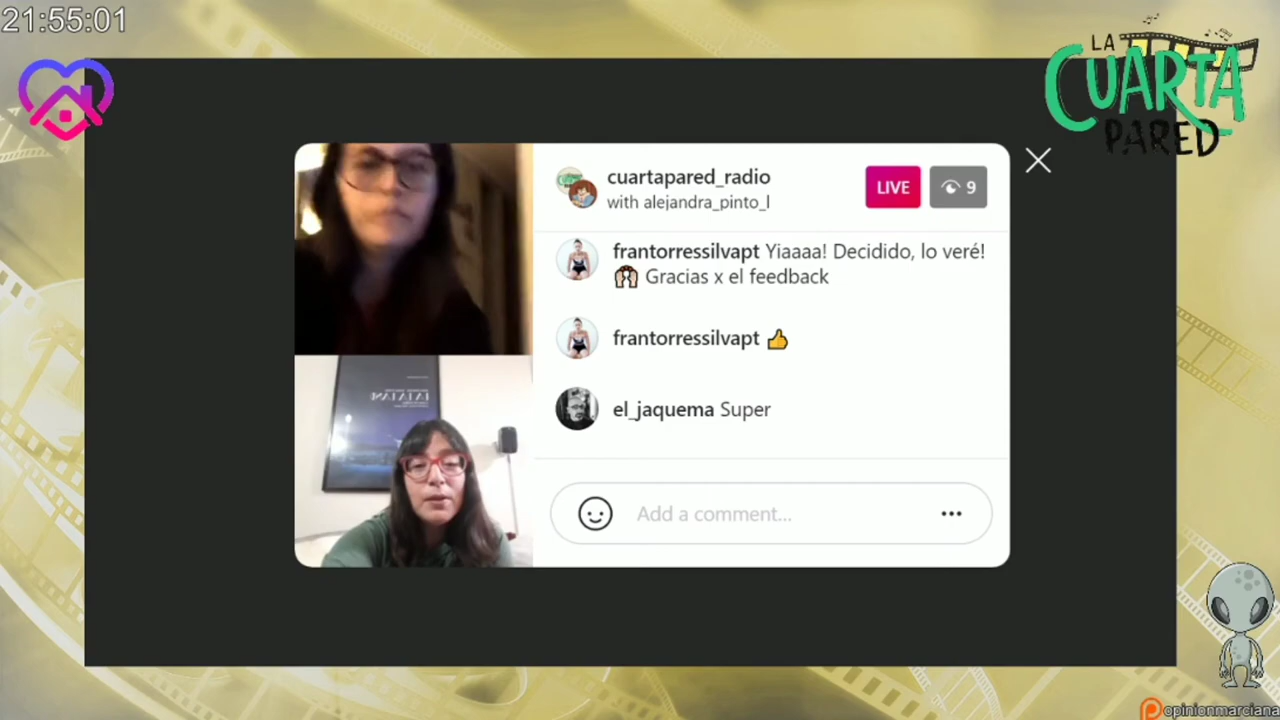 21:55:01
LA
CUARTA
PARED
cuartapared_radio
with alejandra_pinto_l
LIVE
9
frantorressilvapt Yiaaaa! Decidido, lo veré!
Gracias x el feedback
frantorressilvapt
el_jaquema Super
Add a comment...
opinionmarciana